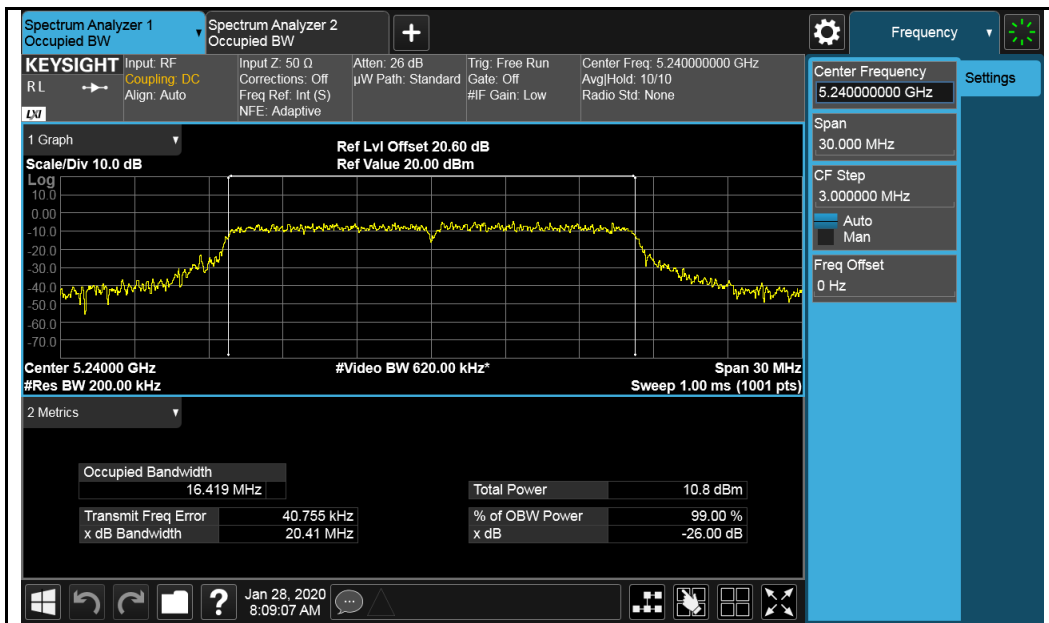 Spectrum Analyzer 1
Occupied BW
Spectrum Analyzer 2
Occupied BW
+
Frequency
KEYSIGHT
R L
LXI
Input: RF
Coupling: DC
Align: Auto
Input Z: 50 Ω
Corrections: Off
Freq Ref: Int (S)
NFE: Adaptive
Atten: 26 dB
µW Path: Standard
Trig: Free Run
Gate: Off
#IF Gain: Low
Center Freq: 5.240000000 GHz
Avg|Hold: 10/10
Radio Std: None
Center Frequency
5.240000000 GHz
Settings
Span
30.000 MHz
CF Step
3.000000 MHz
Auto
Man
Freq Offset
0 Hz
1 Graph
Scale/Div 10.0 dB
Ref Lvl Offset 20.60 dB
Ref Value 20.00 dBm
Log
10.0
0.00
-10.0
-20.0
-30.0
-40.0
-50.0
-60.0
-70.0
Center 5.24000 GHz
#Video BW 620.00 kHz*
Span 30 MHz
#Res BW 200.00 kHz
Sweep 1.00 ms (1001 pts)
2 Metrics
Occupied Bandwidth
16.419 MHz
Total Power 10.8 dBm
Transmit Freq Error 40.755 kHz
% of OBW Power 99.00 %
x dB Bandwidth 20.41 MHz
x dB -26.00 dB
?
Jan 28, 2020
8:09:07 AM